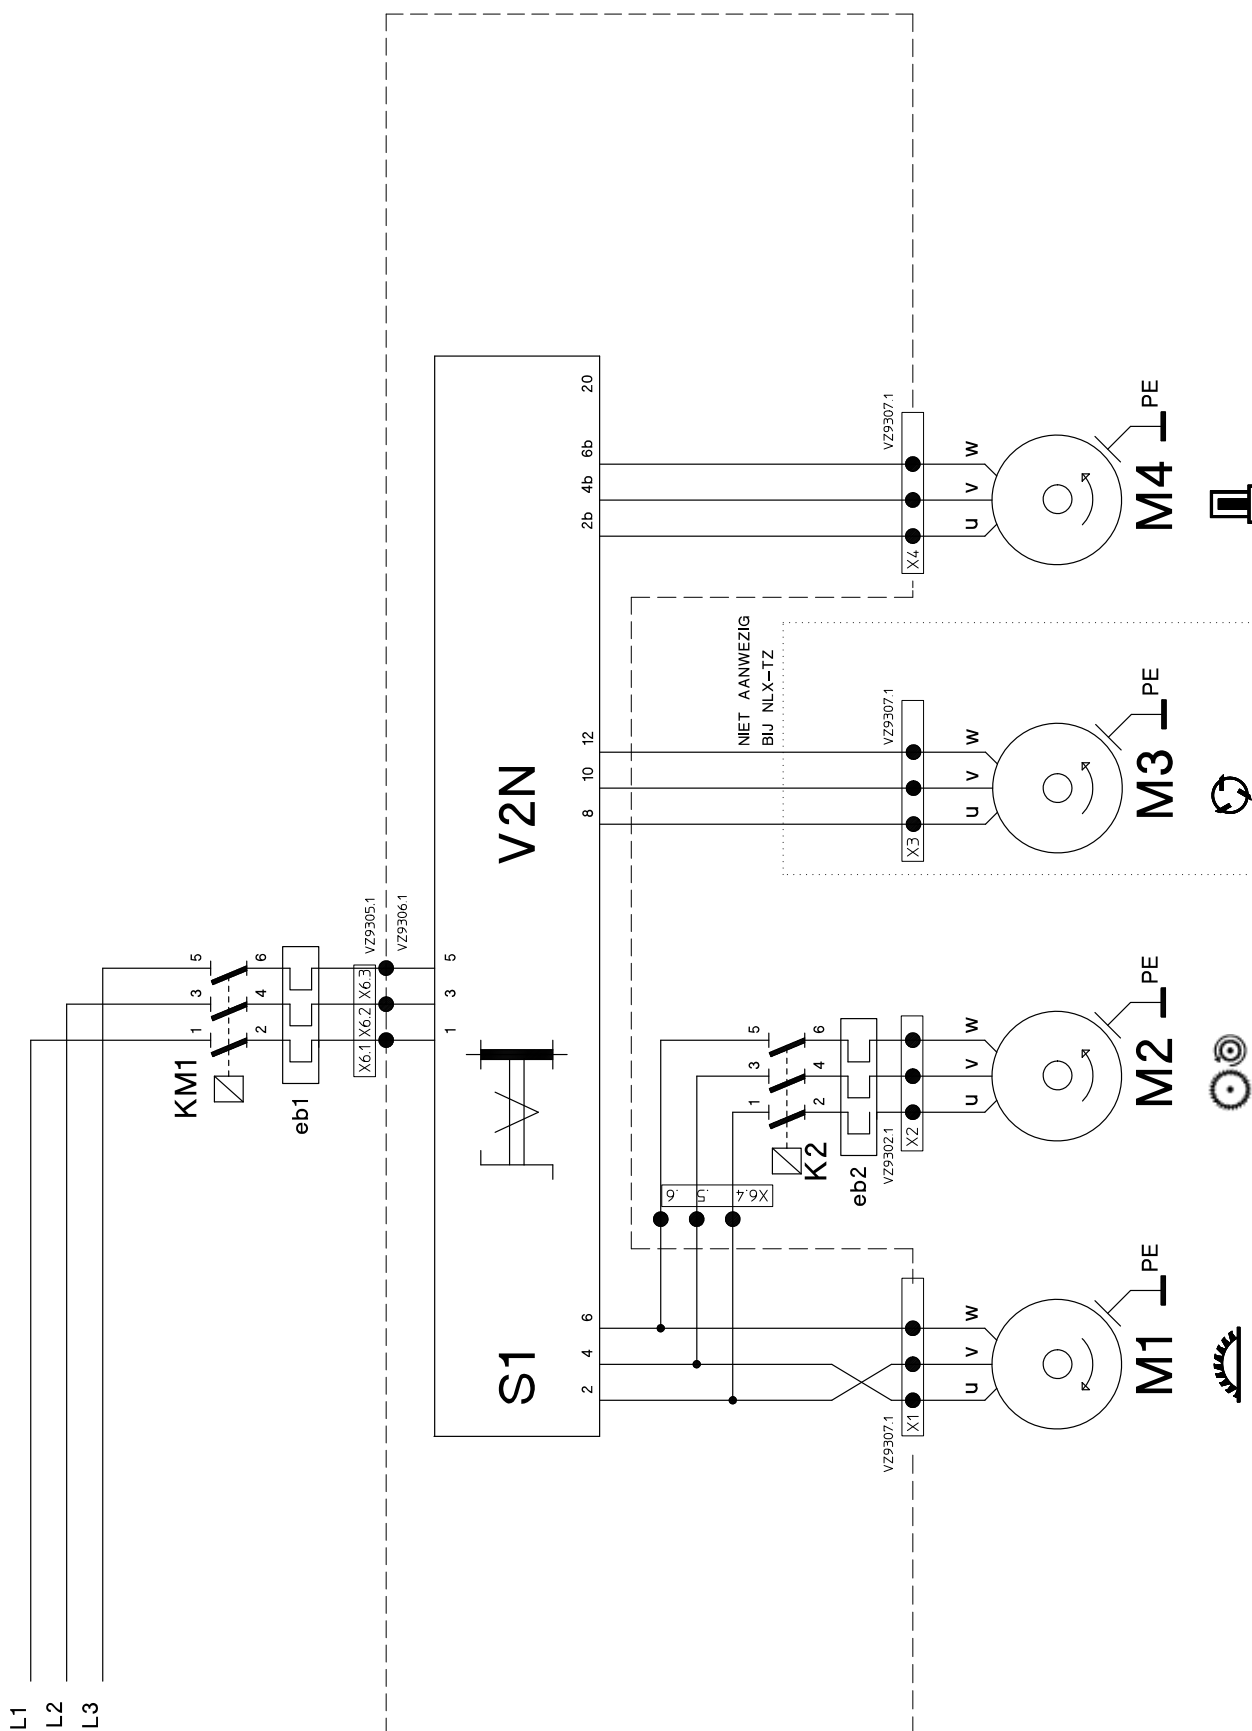 L1
L2
L3
KM1
1 3 5
2 4 6
eb1
X6.1 X6.2 X6.3
VZ9305.1
VZ9306.1
1 3 5
S1 V2N
2 4 6 8 10 12 2b 4b 6b 20
X6.4 .5 .6
NIET AANWEZIG
BIJ NLX-TZ
K2
1 3 5
2 4 6
eb2
VZ9307.1 VZ9302.1 VZ9307.1 VZ9307.1
X1 X2 X3 X4
u v w u v w u v w u v w
M1 PE M2 PE M3 PE M4 PE